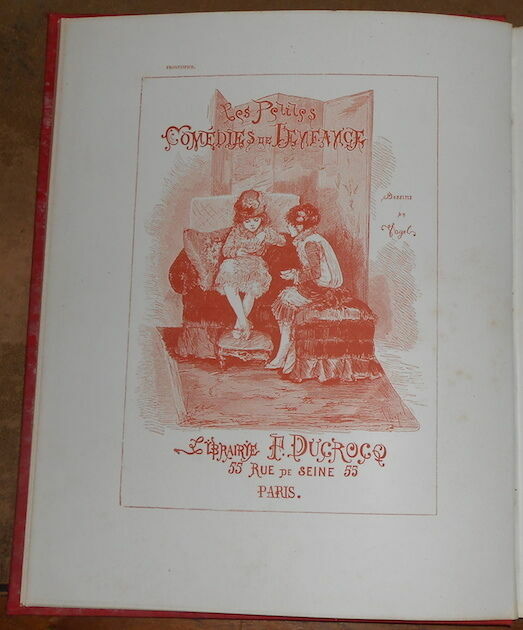 FRONTISPICE.
Les Petites
COMÉDIES DE L'ENFANCE
Dessins
de
Vogel
LIBRAIRIE F. DUCROCQ
55 RUE DE SEINE 55
PARIS.